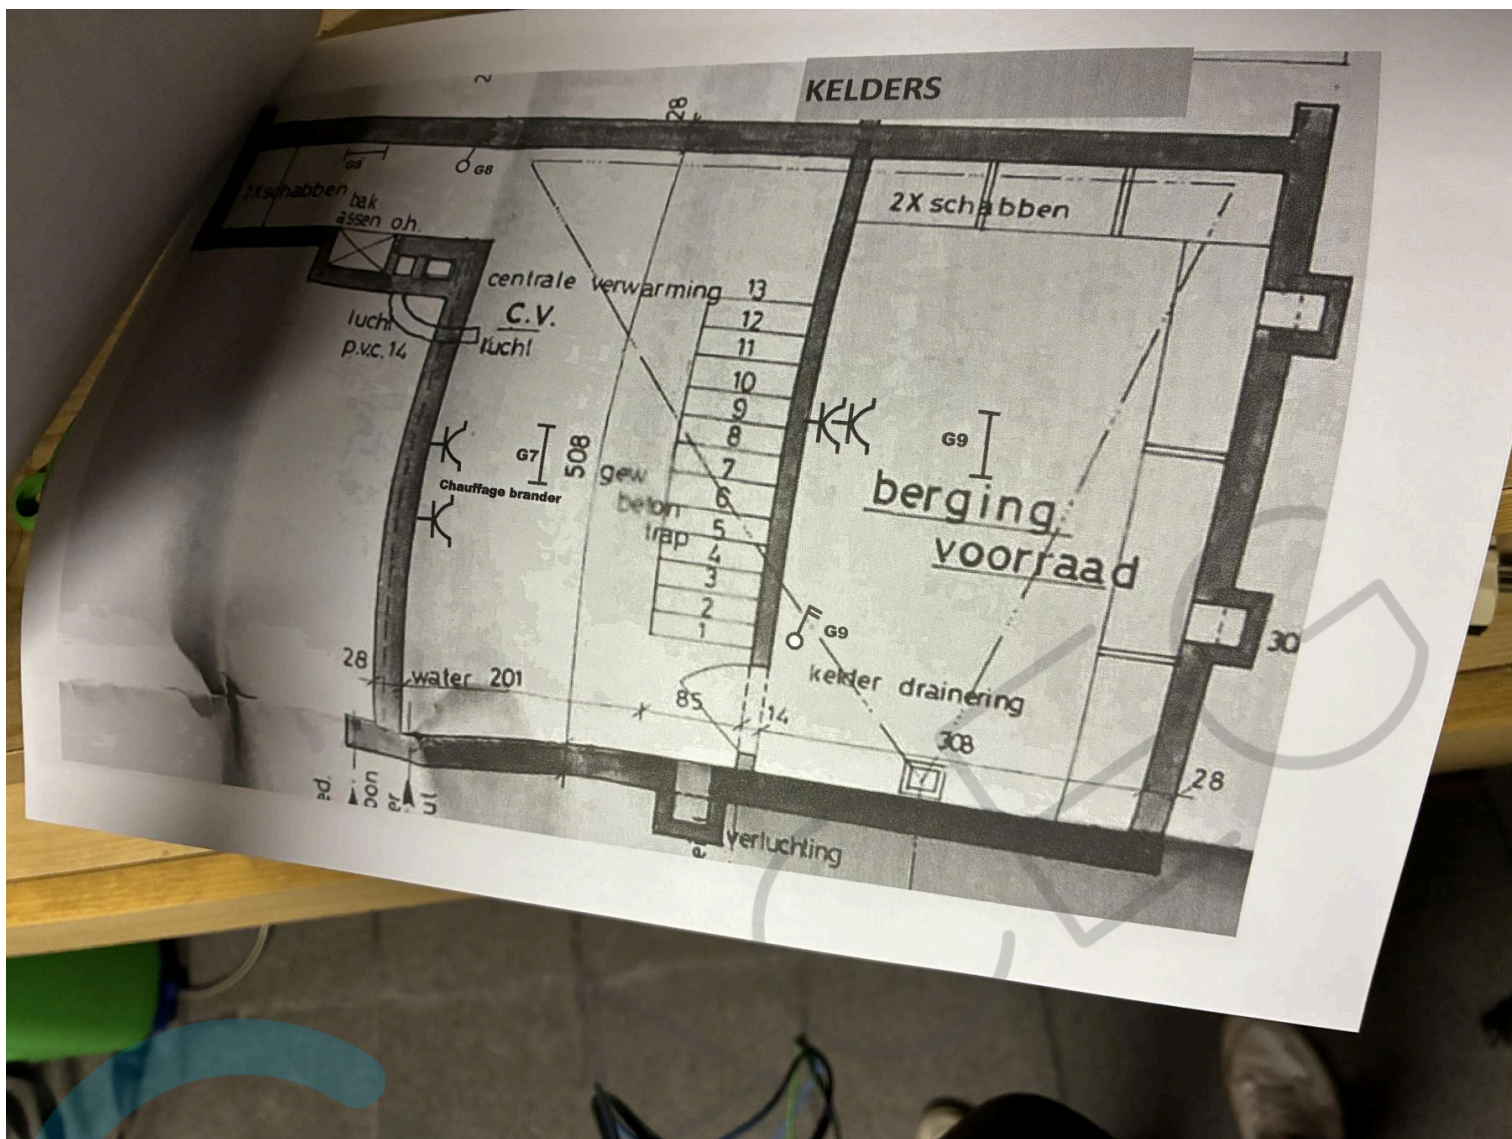 KELDERS
28
G8
G8
2X schabben
bak
assen o.h.
2X schabben
centrale verwarming
C.V.
lucht
p.v.c. 14
lucht
13
12
11
10
9
8
7
6
5
4
3
2
1
G7
508
Chauffage brander
gew
beton
trap
G9
berging
voorraad
G9
kelder drainering
28
water 201
85
14
308
28
30
verluchting